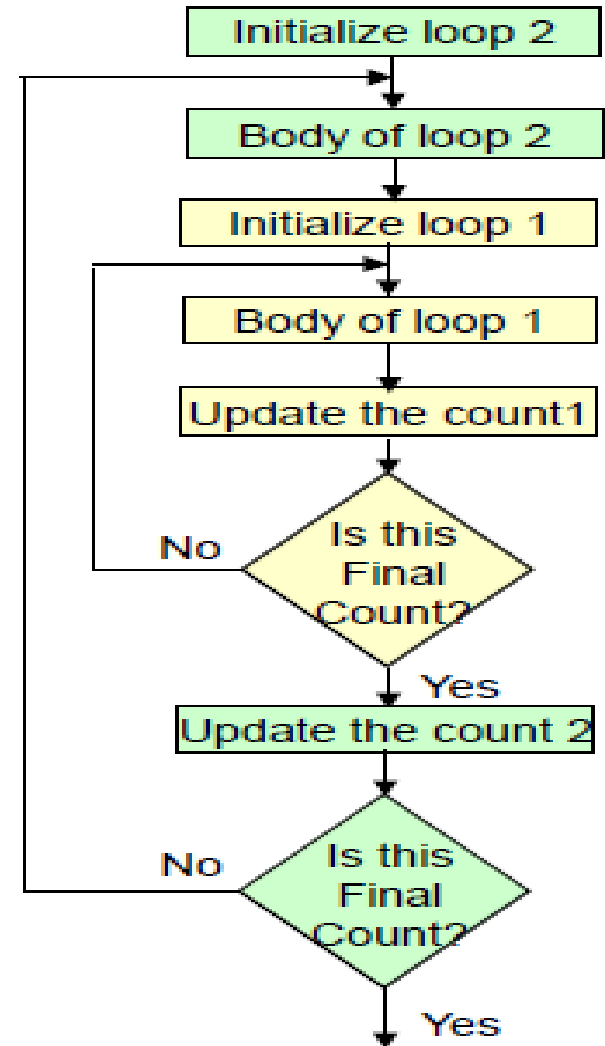 Initialize loop 2
Body of loop 2
Initialize loop 1
Body of loop 1
Update the count1
Is this
Final
Count?
No
Yes
Update the count 2
Is this
Final
Count?
No
Yes